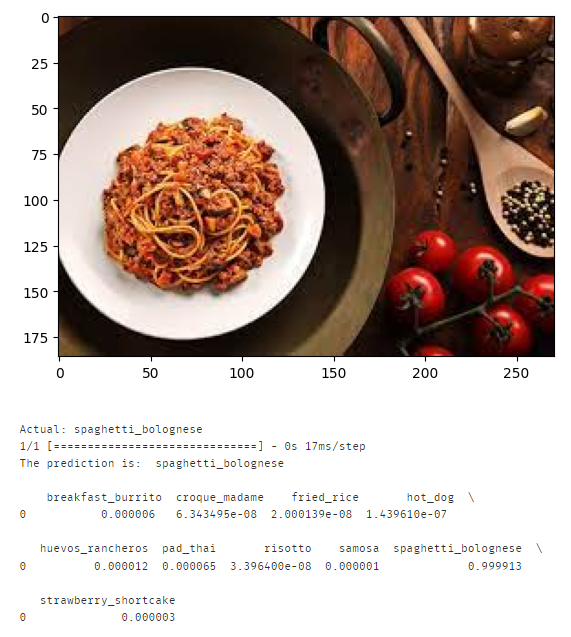 0
25
50
75
100
125
150
175
0 50 100 150 200 250
Actual: spaghetti_bolognese
1/1 [==============================] - 0s 17ms/step
The prediction is:  spaghetti_bolognese
breakfast_burrito  croque_madame    fried_rice       hot_dog  \
0           0.000006   6.343495e-08  2.000139e-08  1.439610e-07
huevos_rancheros  pad_thai       risotto    samosa  spaghetti_bolognese  \
0          0.000012  0.000065  3.396400e-08  0.000001             0.999913
strawberry_shortcake
0              0.000003